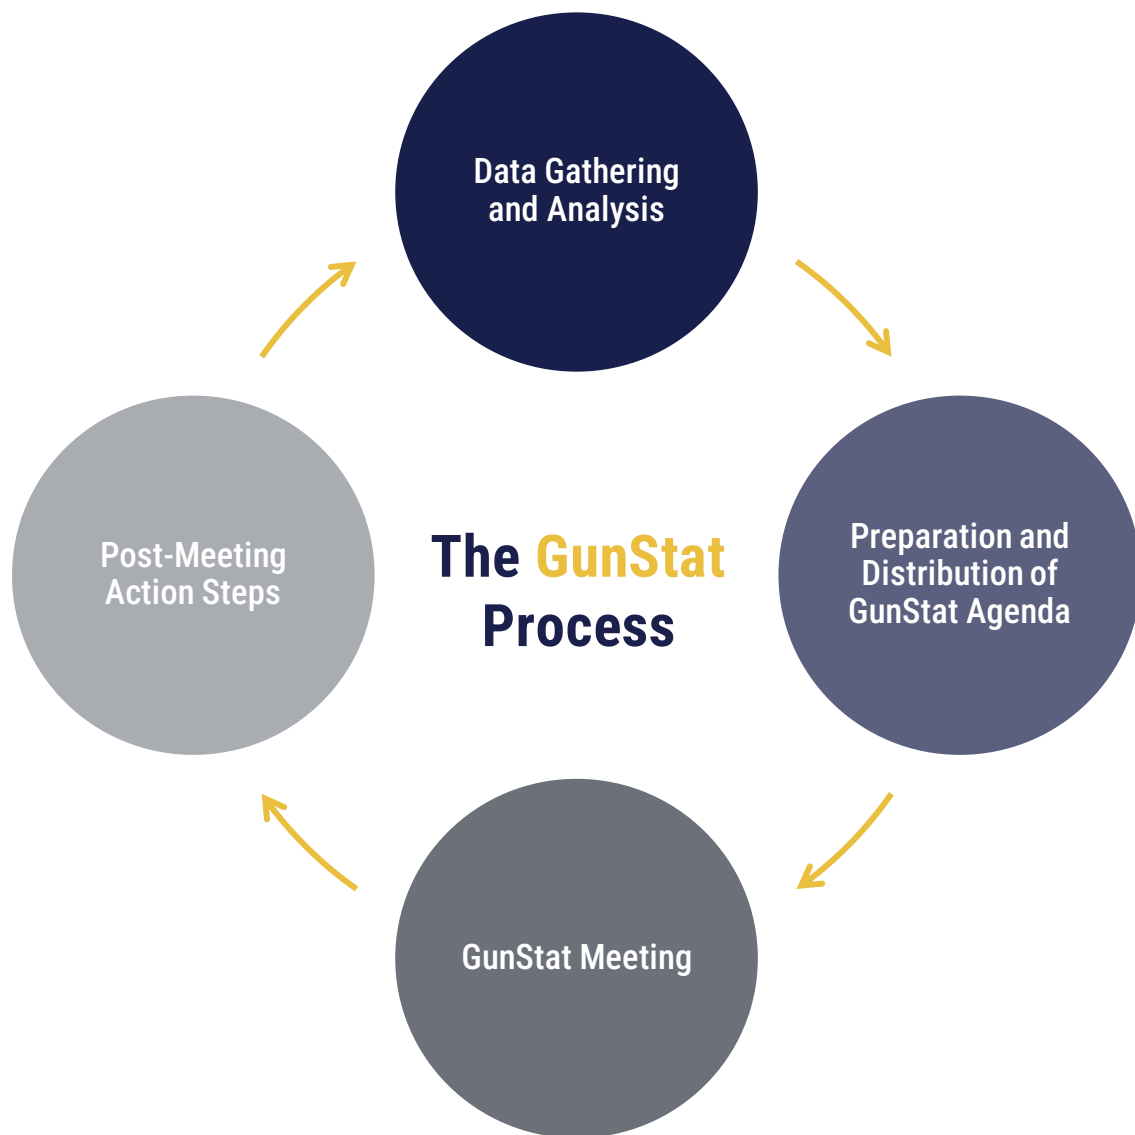 Data Gathering
and Analysis
Preparation and
Distribution of
GunStat Agenda
GunStat Meeting
Post-Meeting
Action Steps
The GunStat
Process